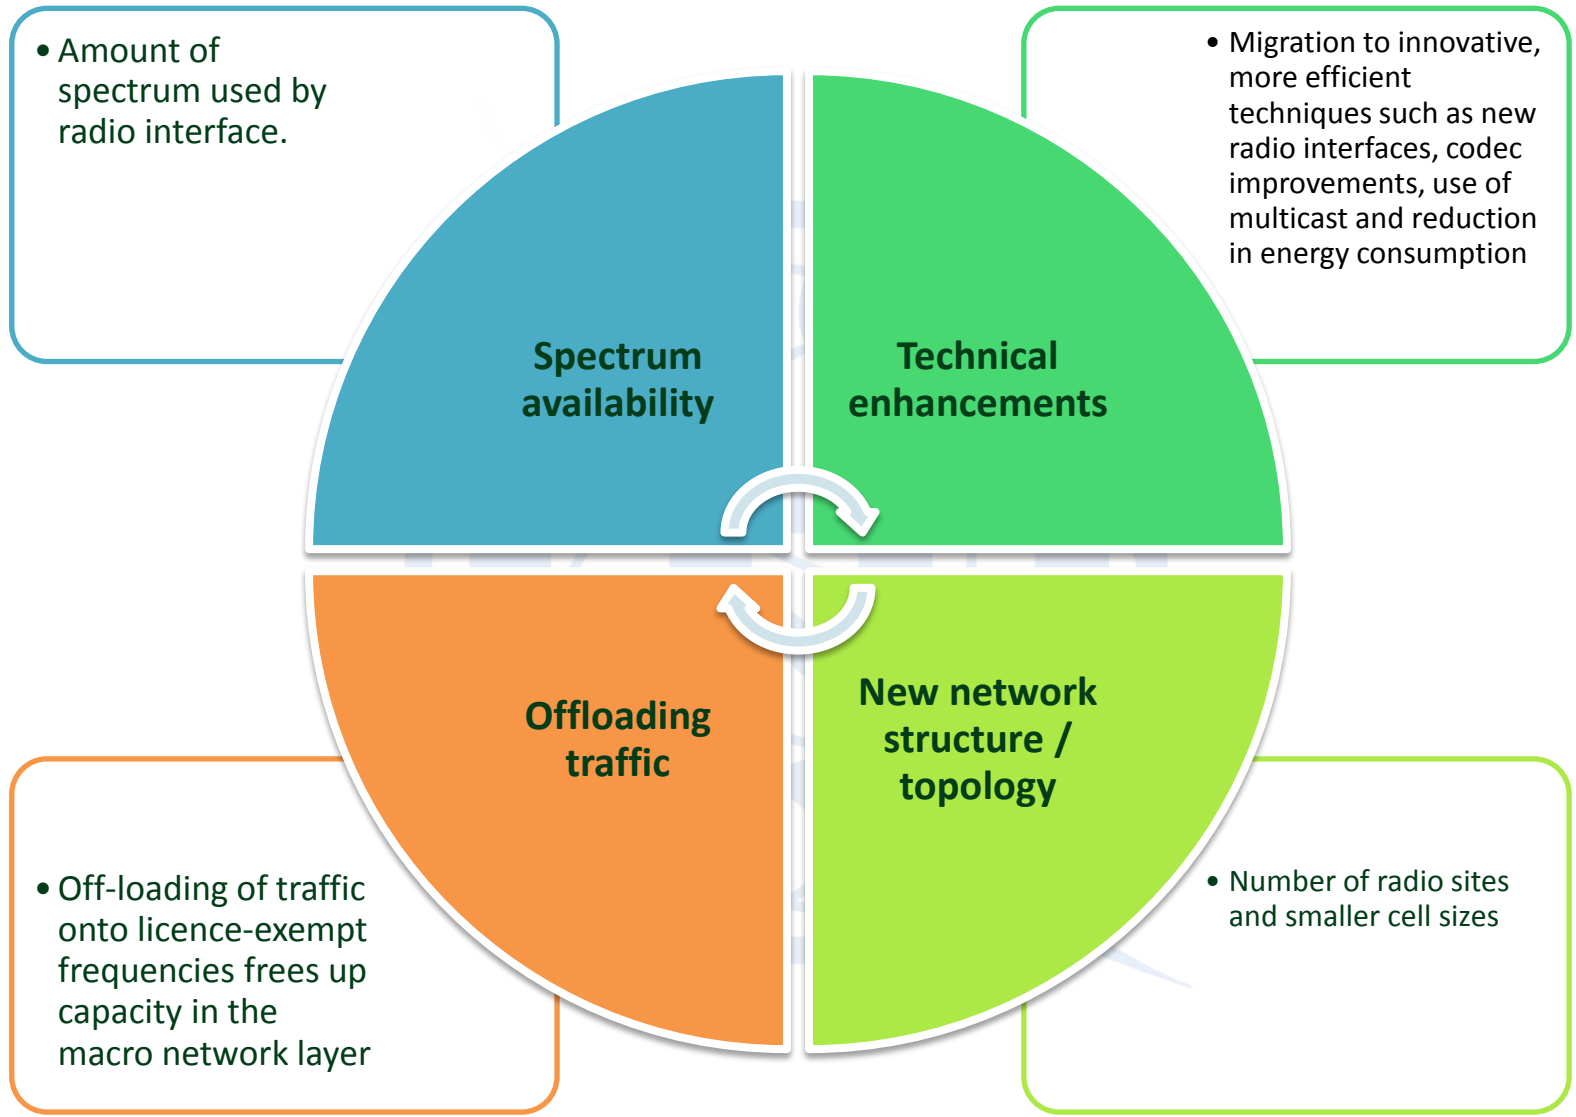 • Amount of
spectrum used by
radio interface.
• Migration to innovative,
more efficient
techniques such as new
radio interfaces, codec
improvements, use of
multicast and reduction
in energy consumption
Spectrum
availability
Technical
enhancements
Offloading
traffic
New network
structure /
topology
• Off-loading of traffic
onto licence-exempt
frequencies frees up
capacity in the
macro network layer
• Number of radio sites
and smaller cell sizes